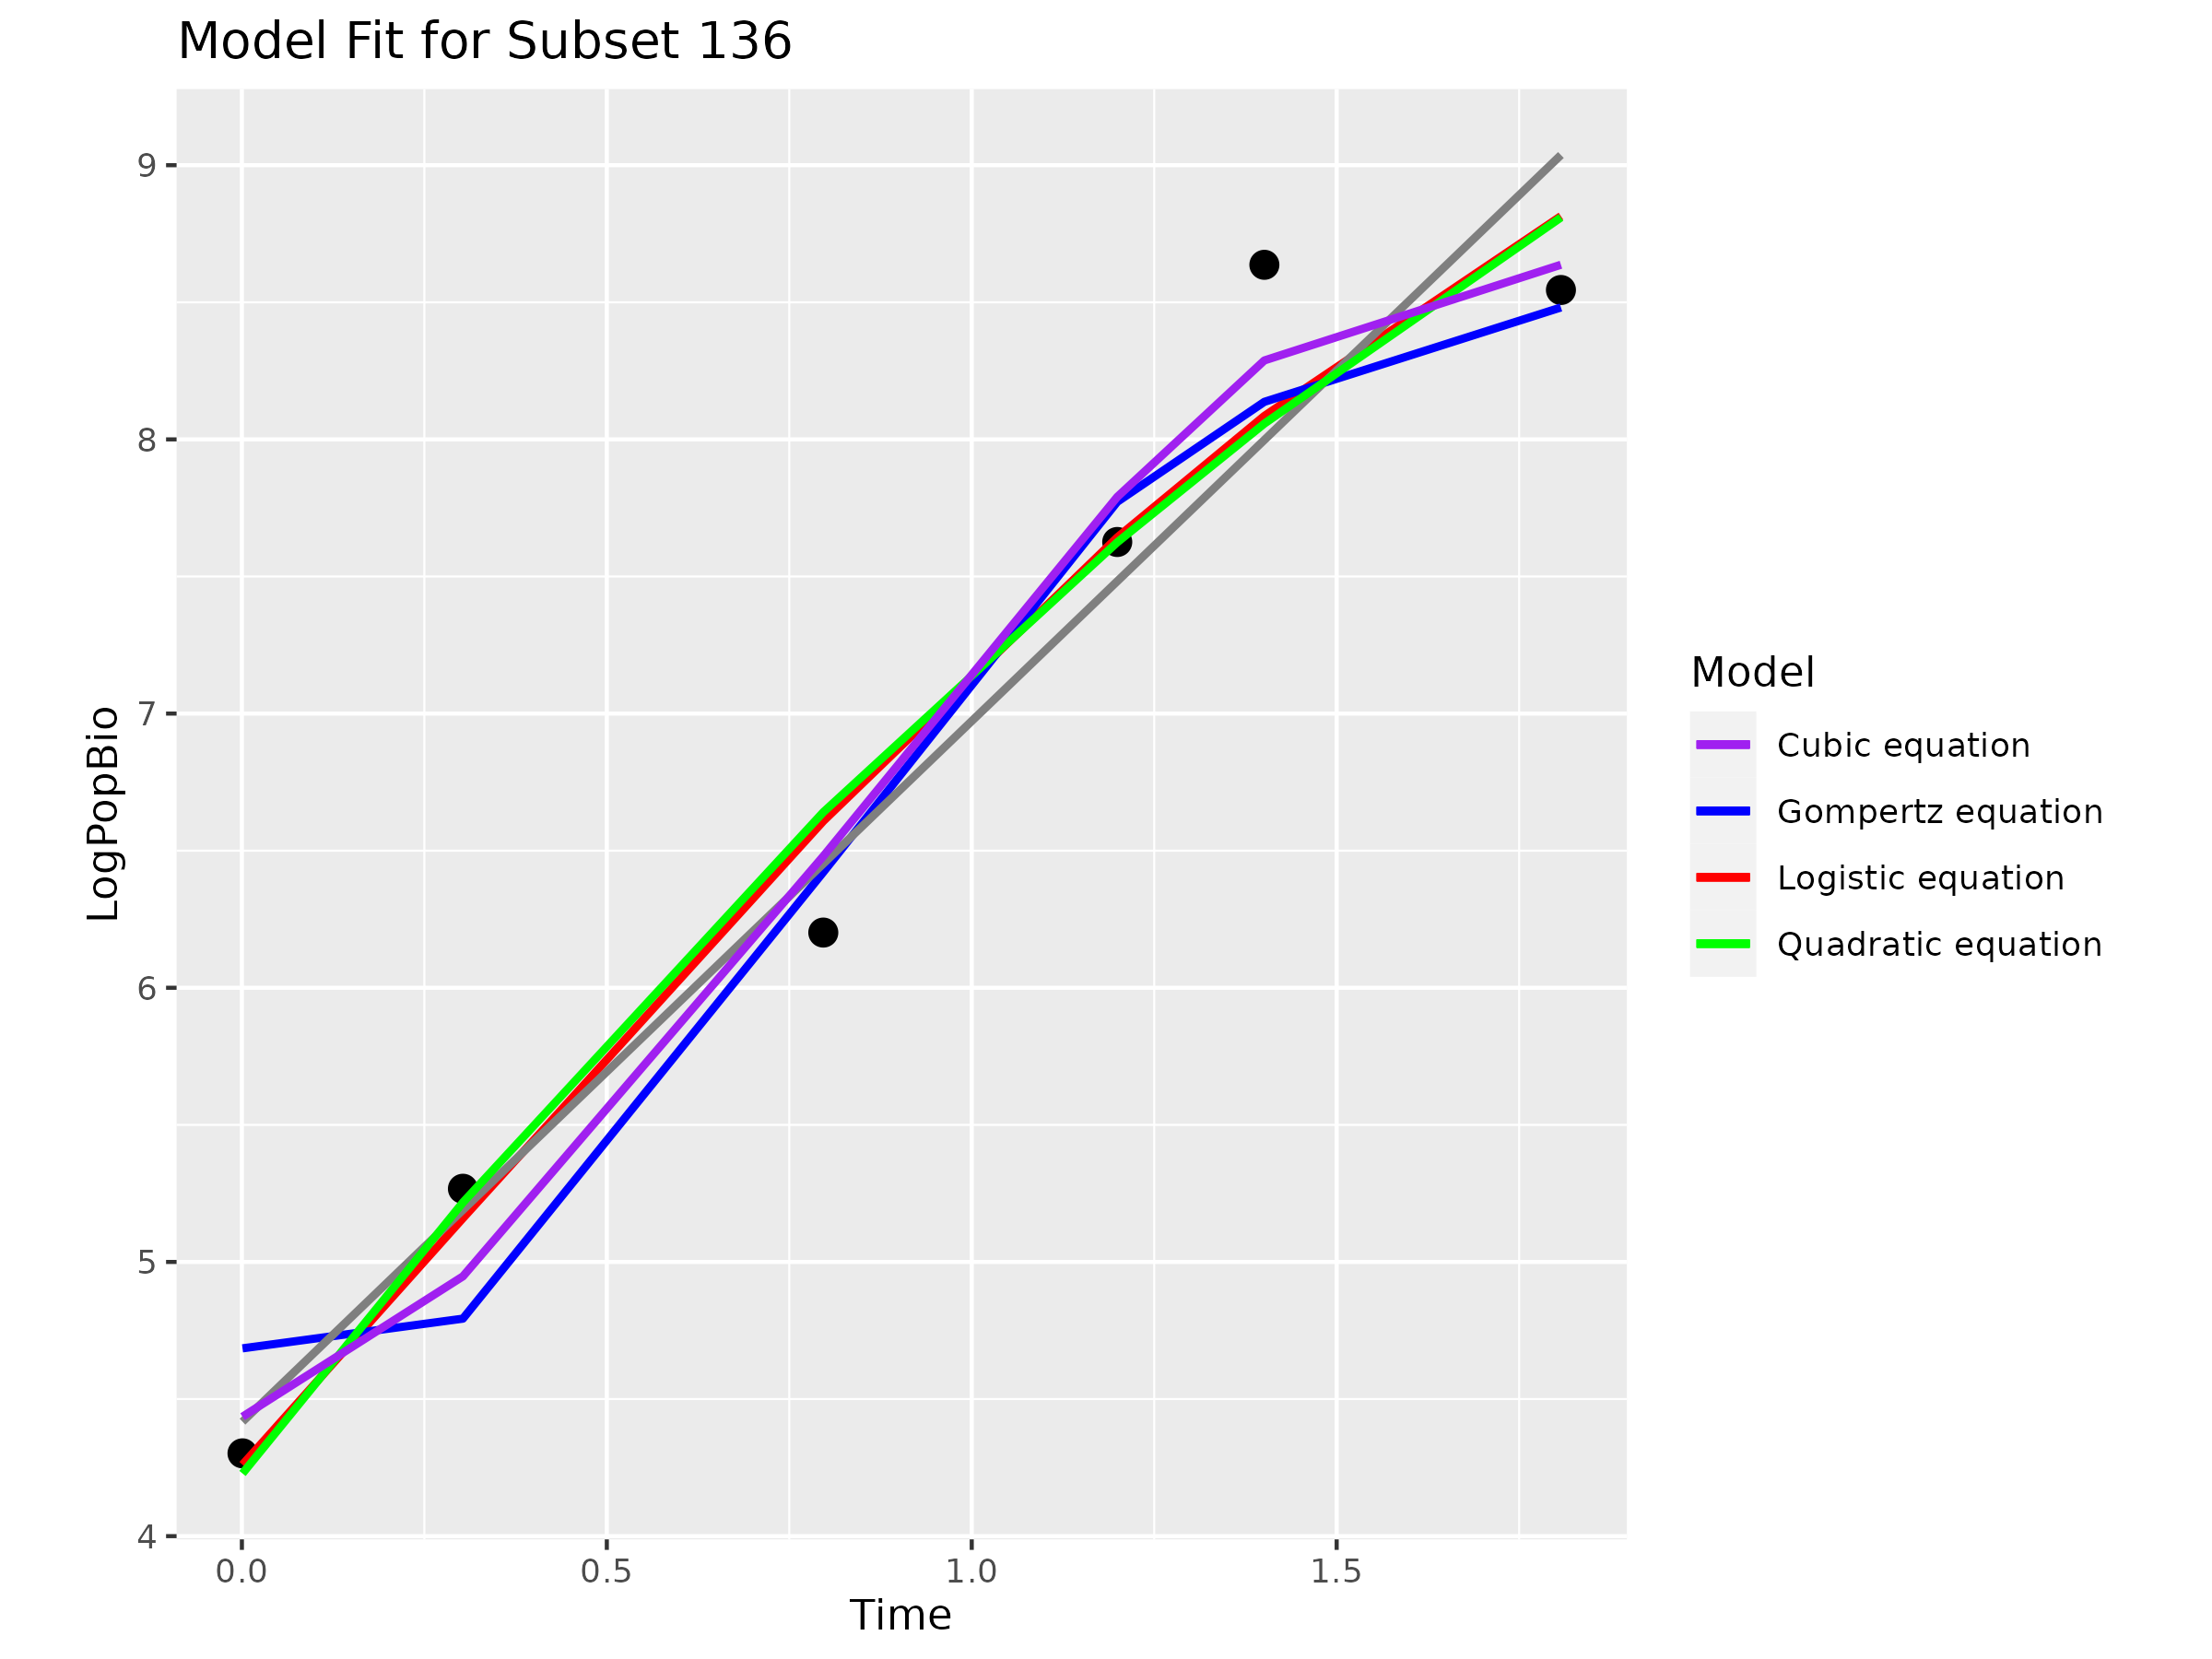 Model Fit for Subset 136
9
8
7
6
5
4
LogPopBio
0.0 0.5 1.0 1.5
Time
Model
Cubic equation
Gompertz equation
Logistic equation
Quadratic equation